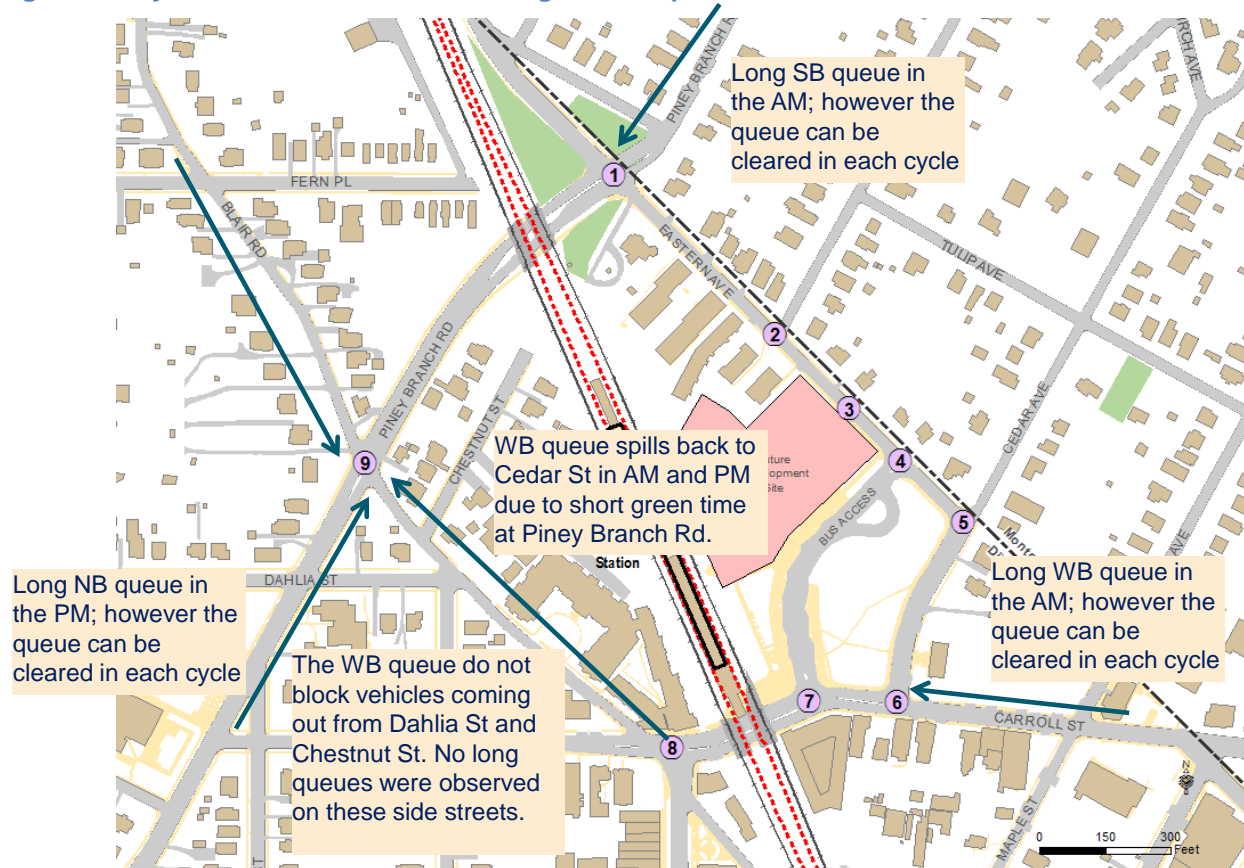 PINEY BRANCH R
Long SB queue in
the AM; however the
queue can be
cleared in each cycle
1
FERN PL
BLAIR RD
EASTERN AVE
TULIP AVE
2
PINEY BRANCH RD
CEDAR AVE
3
CHESTNUT ST
WB queue spills back to
Cedar St in AM and PM
due to short green time
at Piney Branch Rd.
4
9
BUS ACCESS
5
Station
DAHLIA ST
Long NB queue in
the PM; however the
queue can be
cleared in each cycle
Long WB queue in
the AM; however the
queue can be
cleared in each cycle
The WB queue do not
block vehicles coming
out from Dahlia St and
Chestnut St. No long
queues were observed
on these side streets.
7
6
CARROLL ST
8
MAPLE ST
N
0 150 300
Feet